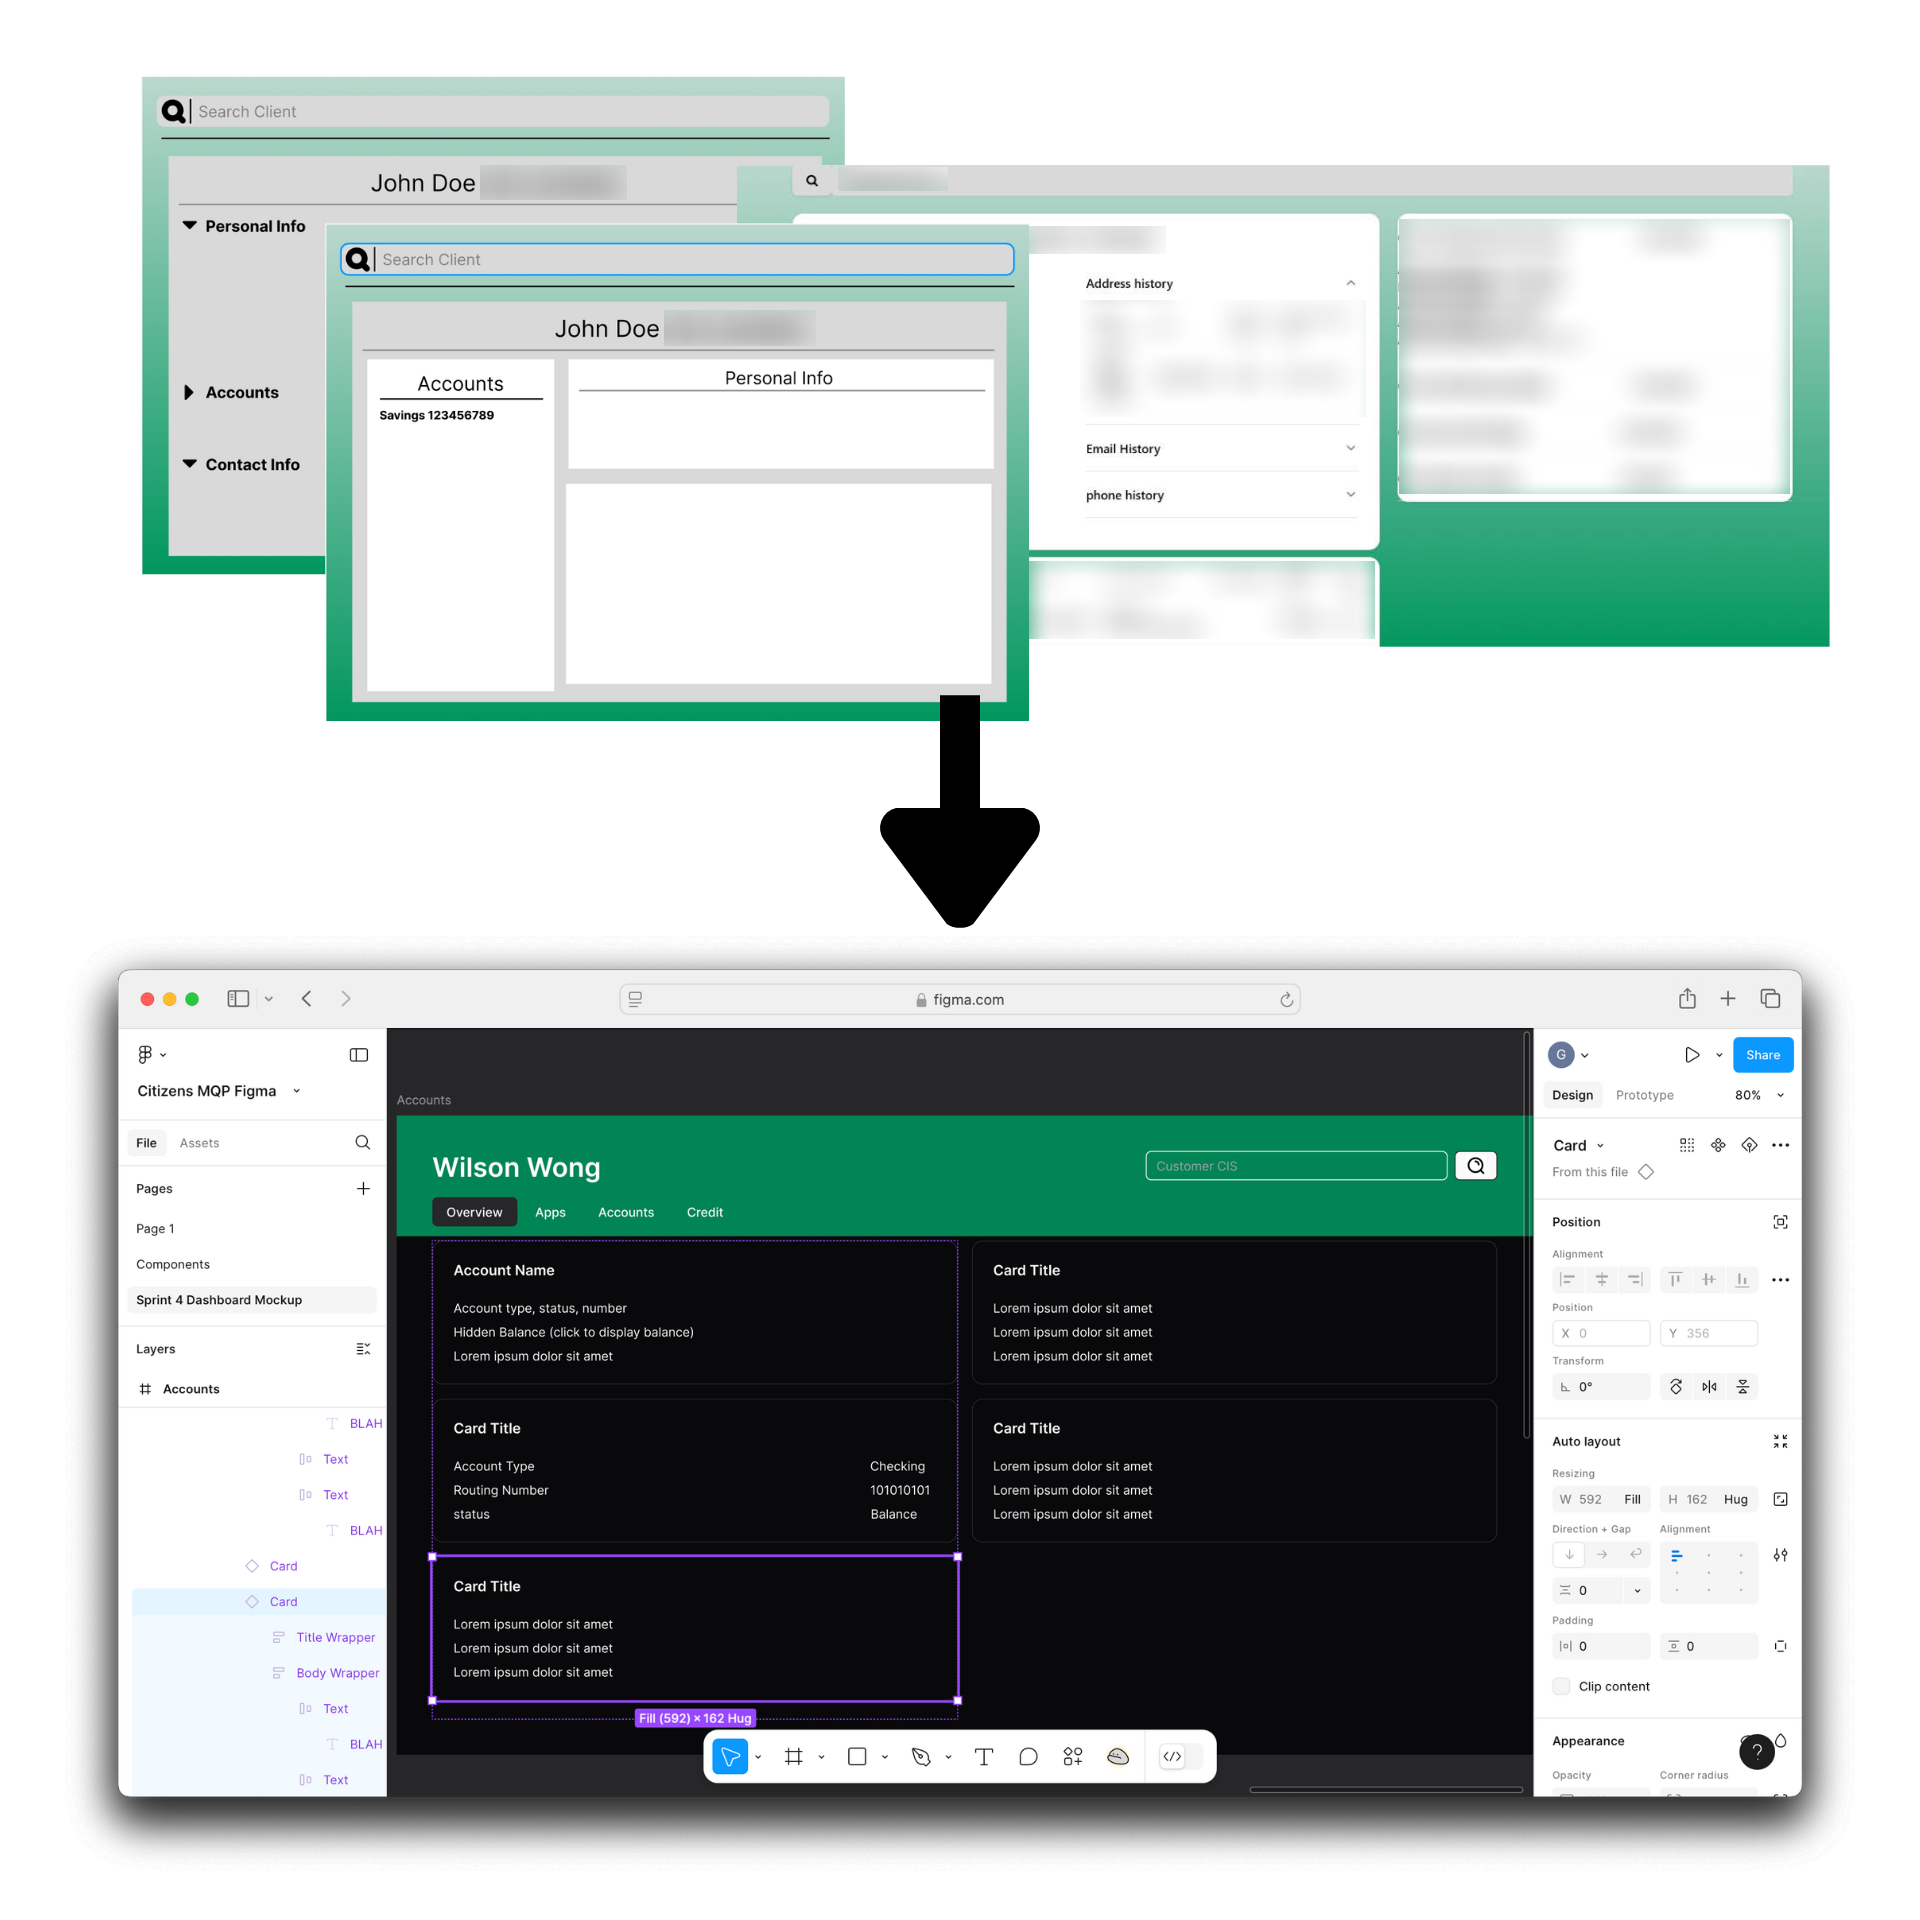 Search Client
John Doe
Personal Info
Accounts
Contact Info
Search Client
John Doe
Accounts
Savings 123456789
Personal Info
Address history
Email History
phone history
figma.com
Citizens MQP Figma
File
Assets
Pages
Page 1
Components
Sprint 4 Dashboard Mockup
Layers
Accounts
T BLAH
Text
Text
T BLAH
Card
Card
Title Wrapper
Body Wrapper
Text
T BLAH
Text
Accounts
Wilson Wong
Customer CIS
Overview Apps Accounts Credit
Account Name
Account type, status, number
Hidden Balance (click to display balance)
Lorem ipsum dolor sit amet
Card Title
Lorem ipsum dolor sit amet
Lorem ipsum dolor sit amet
Lorem ipsum dolor sit amet
Card Title
Account Type Checking
Routing Number 101010101
status Balance
Card Title
Lorem ipsum dolor sit amet
Lorem ipsum dolor sit amet
Lorem ipsum dolor sit amet
Card Title
Lorem ipsum dolor sit amet
Lorem ipsum dolor sit amet
Lorem ipsum dolor sit amet
Fill (592) × 162 Hug
T
</>
G
Share
Design Prototype 80%
Card
From this file
Position
Alignment
Position
X 0 Y 356
Transform
0°
Auto layout
Resizing
W 592 Fill H 162 Hug
Direction + Gap Alignment
0
Padding
0 0
Clip content
Appearance
?
Opacity Corner radius